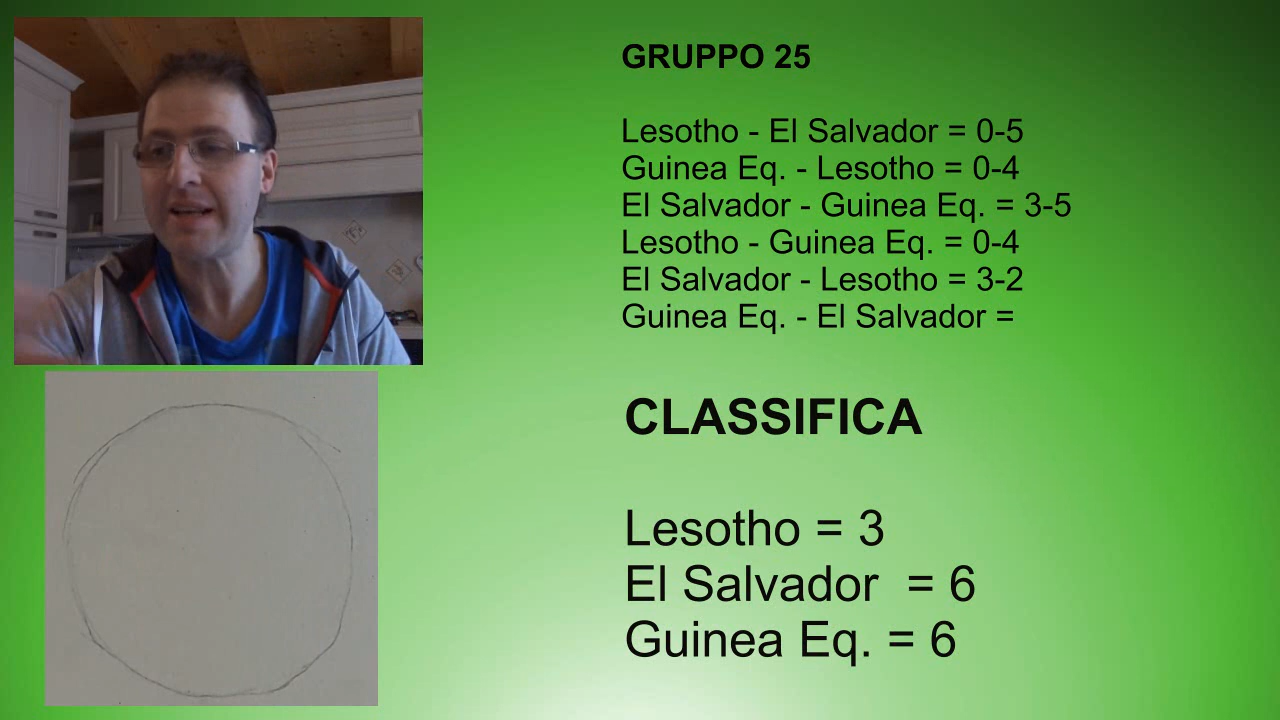 GRUPPO 25
Lesotho - El Salvador = 0-5
Guinea Eq. - Lesotho = 0-4
El Salvador - Guinea Eq. = 3-5
Lesotho - Guinea Eq. = 0-4
El Salvador - Lesotho = 3-2
Guinea Eq. - El Salvador =
CLASSIFICA
Lesotho = 3
El Salvador  = 6
Guinea Eq. = 6